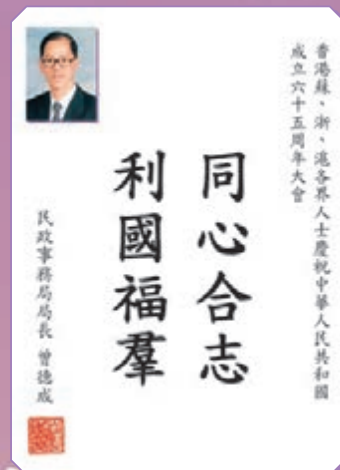 香港蘇、浙、滬各界人士慶祝中華人民共和國
成立六十五周年大會
同心合志
利國福羣
民政事務局局長 曾德成